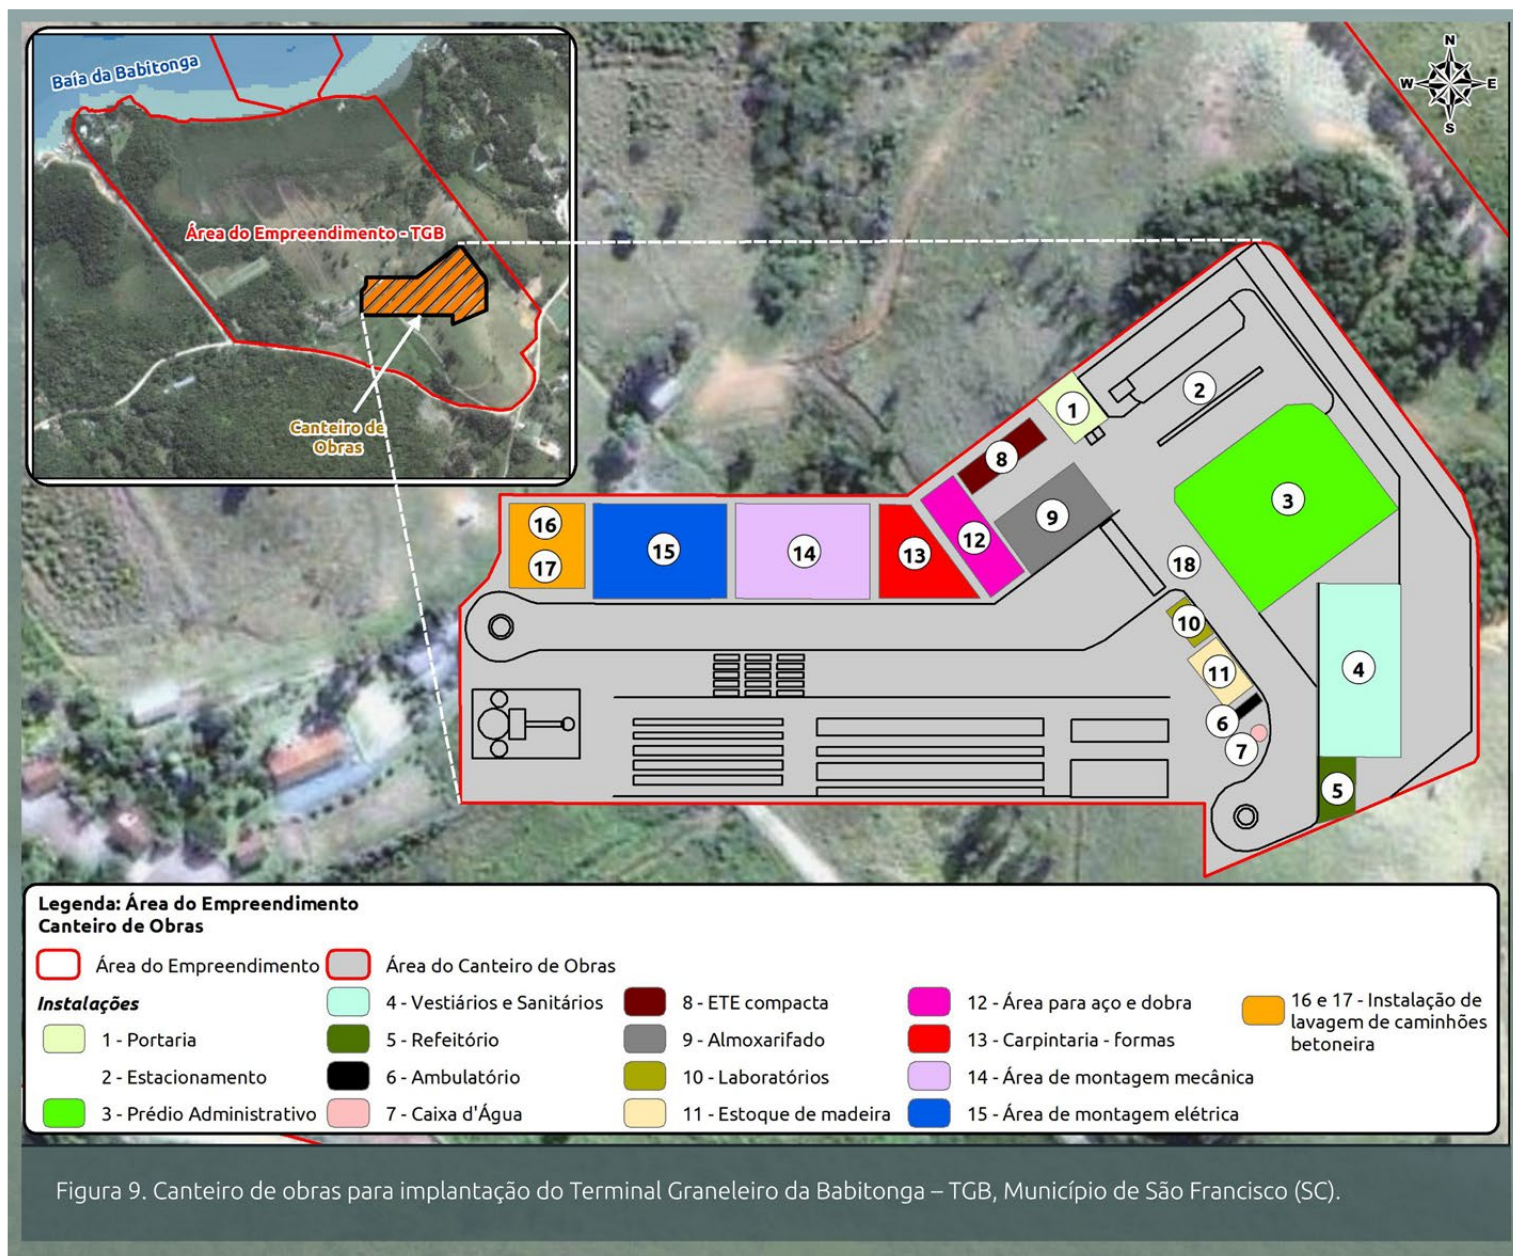 Baía da Babitonga
Área do Empreendimento - TGB
Canteiro de
Obras
N
W
E
S
1
2
3
4
5
6
7
8
9
10
11
12
13
14
15
16
17
18
Legenda: Área do Empreendimento
Canteiro de Obras
Área do Empreendimento
Área do Canteiro de Obras
Instalações
1 - Portaria
2 - Estacionamento
3 - Prédio Administrativo
4 - Vestiários e Sanitários
5 - Refeitório
6 - Ambulatório
7 - Caixa d'Água
8 - ETE compacta
9 - Almoxarifado
10 - Laboratórios
11 - Estoque de madeira
12 - Área para aço e dobra
13 - Carpintaria - formas
14 - Área de montagem mecânica
15 - Área de montagem elétrica
16 e 17 - Instalação de
lavagem de caminhões
betoneira
Figura 9. Canteiro de obras para implantação do Terminal Graneleiro da Babitonga – TGB, Município de São Francisco (SC).